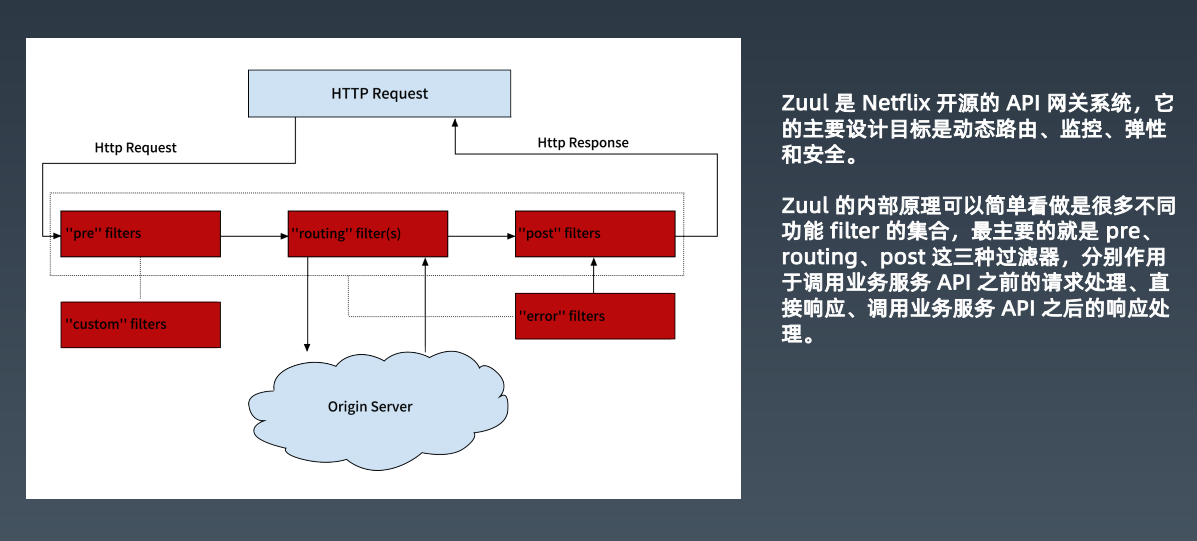 HTTP Request
Http Request
Http Response
"pre" filters
"routing" filter(s)
"post" filters
"custom" filters
"error" filters
Origin Server
Zuul 是 Netflix 开源的 API 网关系统，它
的主要设计目标是动态路由、监控、弹性
和安全。
Zuul 的内部原理可以简单看做是很多不同
功能 filter 的集合，最主要的就是 pre、
routing、post 这三种过滤器，分别作用
于调用业务服务 API 之前的请求处理、直
接响应、调用业务服务 API 之后的响应处
理。